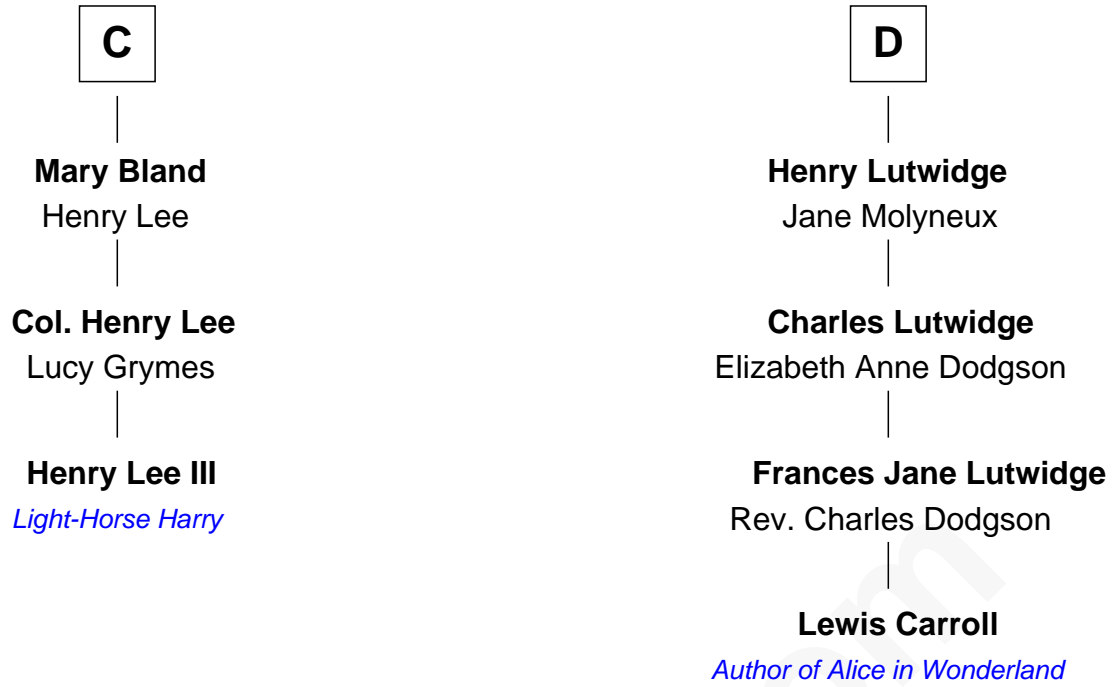 C
Mary Bland
Henry Lee
Col. Henry Lee
Lucy Grymes
Henry Lee III
Light-Horse Harry
D
Henry Lutwidge
Jane Molyneux
Charles Lutwidge
Elizabeth Anne Dodgson
Frances Jane Lutwidge
Rev. Charles Dodgson
Lewis Carroll
Author of Alice in Wonderland